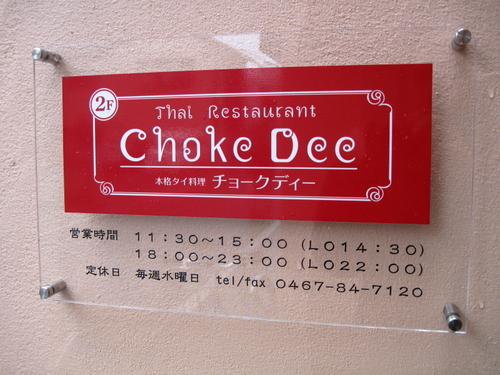 2F
Thai Restaurant
Choke Dee
本格タイ料理 チョークディー
営業時間 11:30～15:00 (LO14:30)
18:00～23:00 (LO22:00)
定休日 毎週水曜日 tel/fax 0467-84-7120